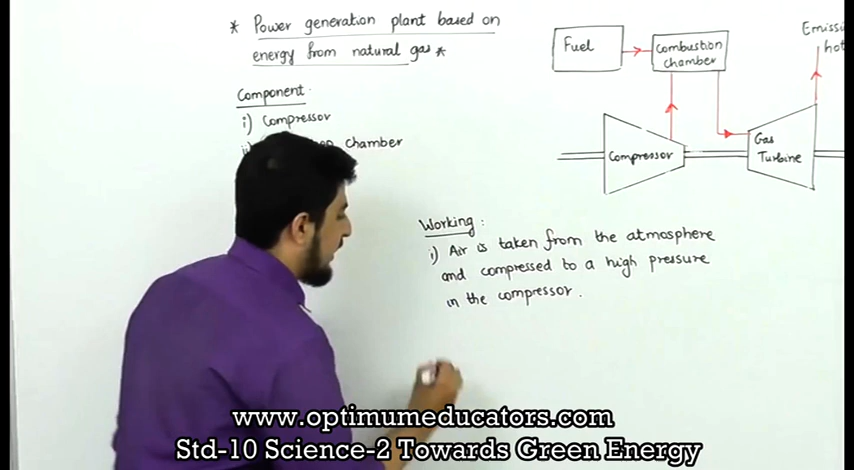 * Power generation plant based on
energy from natural gas *
Component
i) Compressor
chamber
Fuel
Combustion
chamber
hot
Compressor
Gas
Turbine
Working :
i) Air is taken from the atmosphere
and compressed to a high pressure
in the compressor.
www.optimumeducators.com
Std-10 Science-2 Towards Green Energy